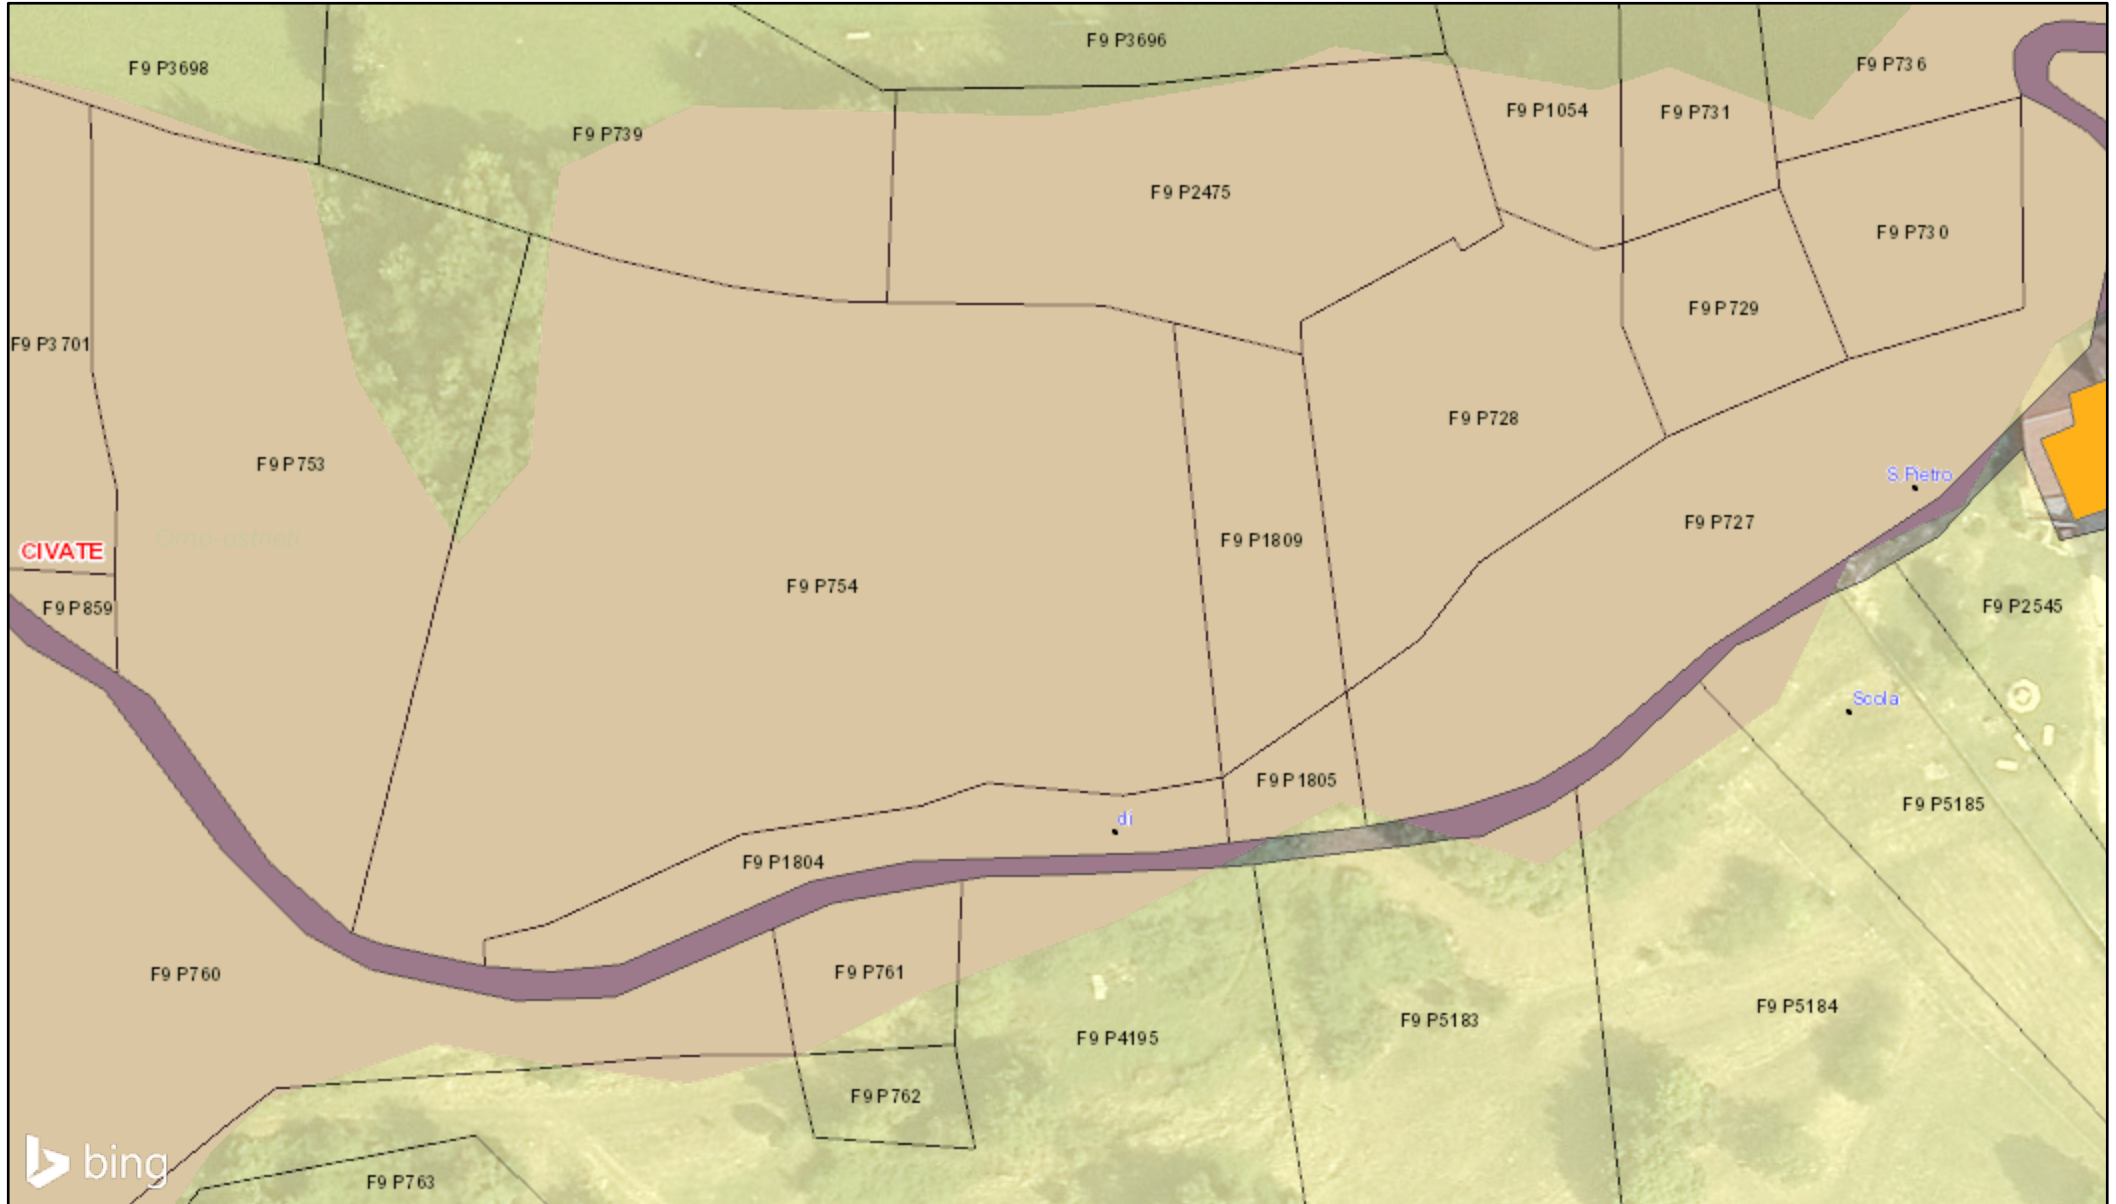 F9 P3696
F9 P3698
F9 P736
F9 P1054
F9 P731
F9 P739
F9 P2475
F9 P730
F9 P729
F9 P3701
F9 P728
F9 P753
S.Pietro
F9 P727
F9 P1809
CIVATE
F9 P754
F9 P859
F9 P2545
Scola
F9 P1805
F9 P5185
di
F9 P1804
F9 P761
F9 P760
F9 P5184
F9 P5183
F9 P4195
F9 P762
bing
F9 P763